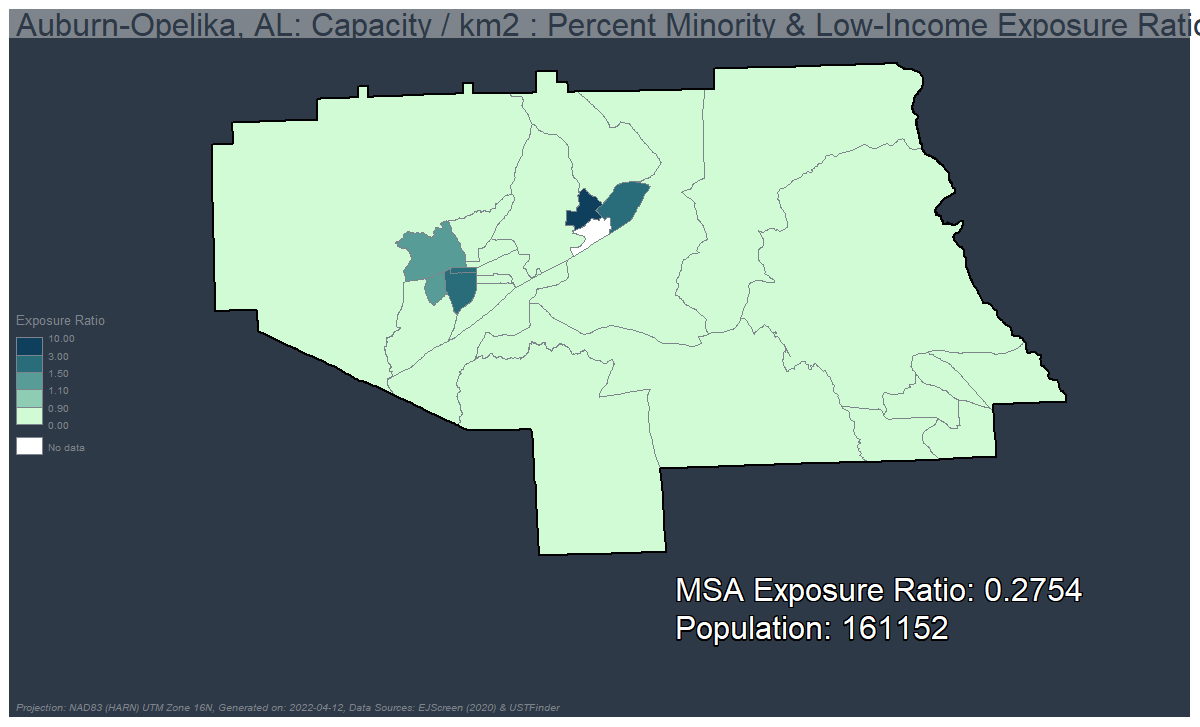 Auburn-Opelika, AL: Capacity / km2 : Percent Minority & Low-Income Exposure Ratio
Exposure Ratio
10.00
3.00
1.50
1.10
0.90
0.00
No data
MSA Exposure Ratio: 0.2754
Population: 161152
Projection: NAD83 (HARN) UTM Zone 16N, Generated on: 2022-04-12, Data Sources: EJScreen (2020) & USTFinder